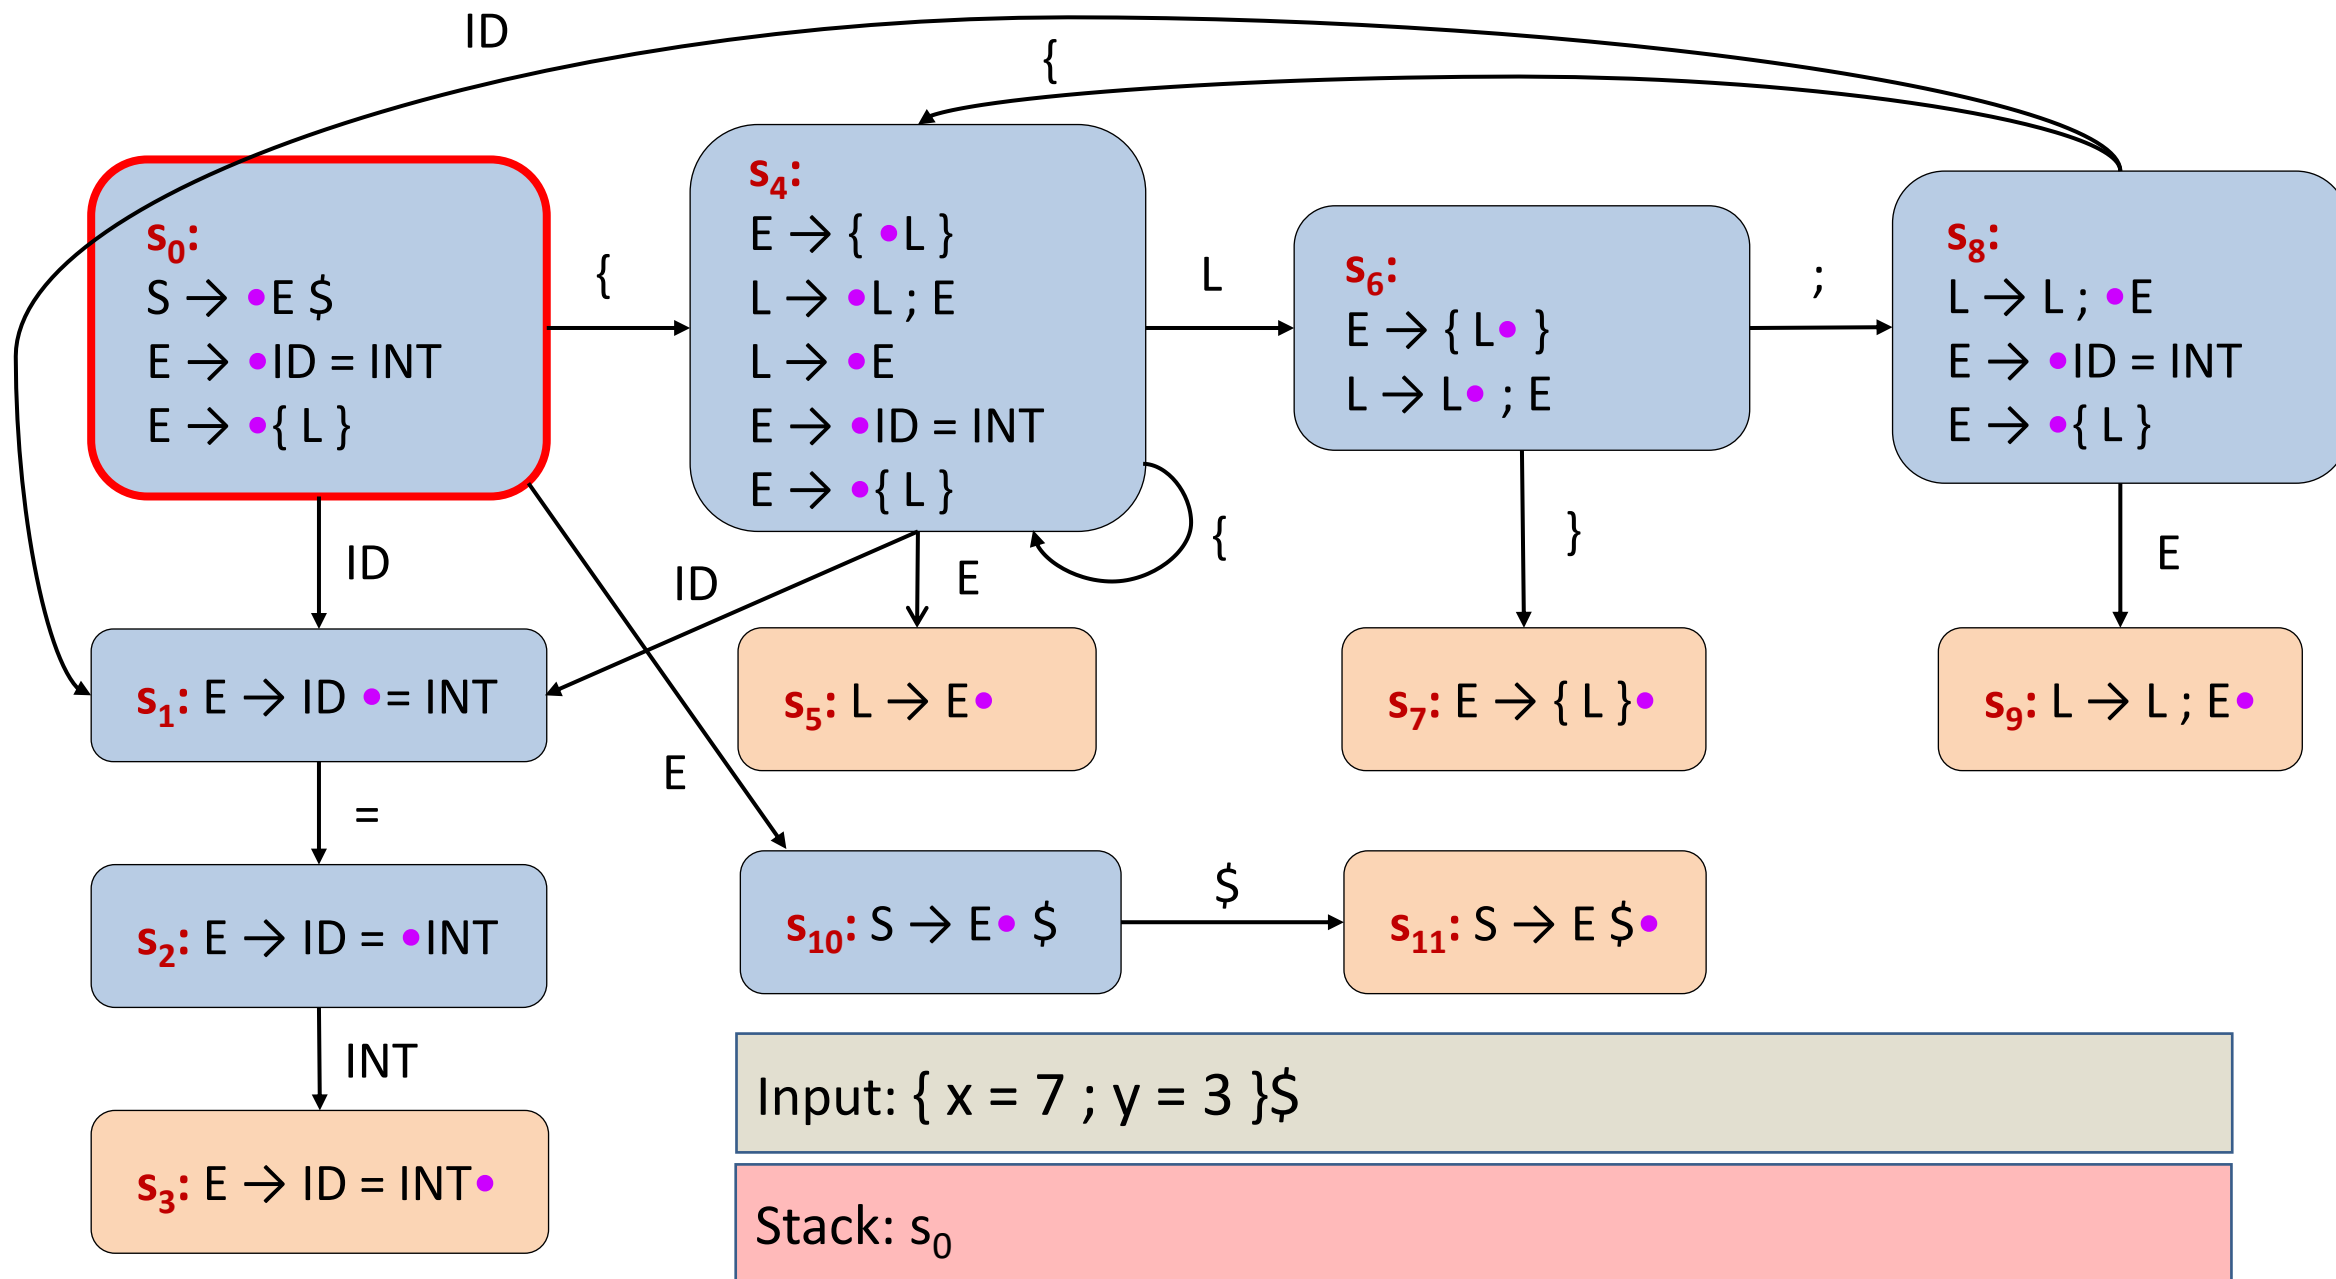 ID
{
s₀:
S → •E $
E → •ID = INT
E → •{ L }
{
s₄:
E → { •L }
L → •L ; E
L → •E
E → •ID = INT
E → •{ L }
L
s₆:
E → { L• }
L → L• ; E
;
s₈:
L → L ; •E
E → •ID = INT
E → •{ L }
ID
ID
E
{
}
E
s₁: E → ID •= INT
s₅: L → E•
s₇: E → { L }•
s₉: L → L ; E•
E
=
s₂: E → ID = •INT
s₁₀: S → E• $
$
s₁₁: S → E $•
INT
s₃: E → ID = INT•
Input: { x = 7 ; y = 3 }$
Stack: s₀